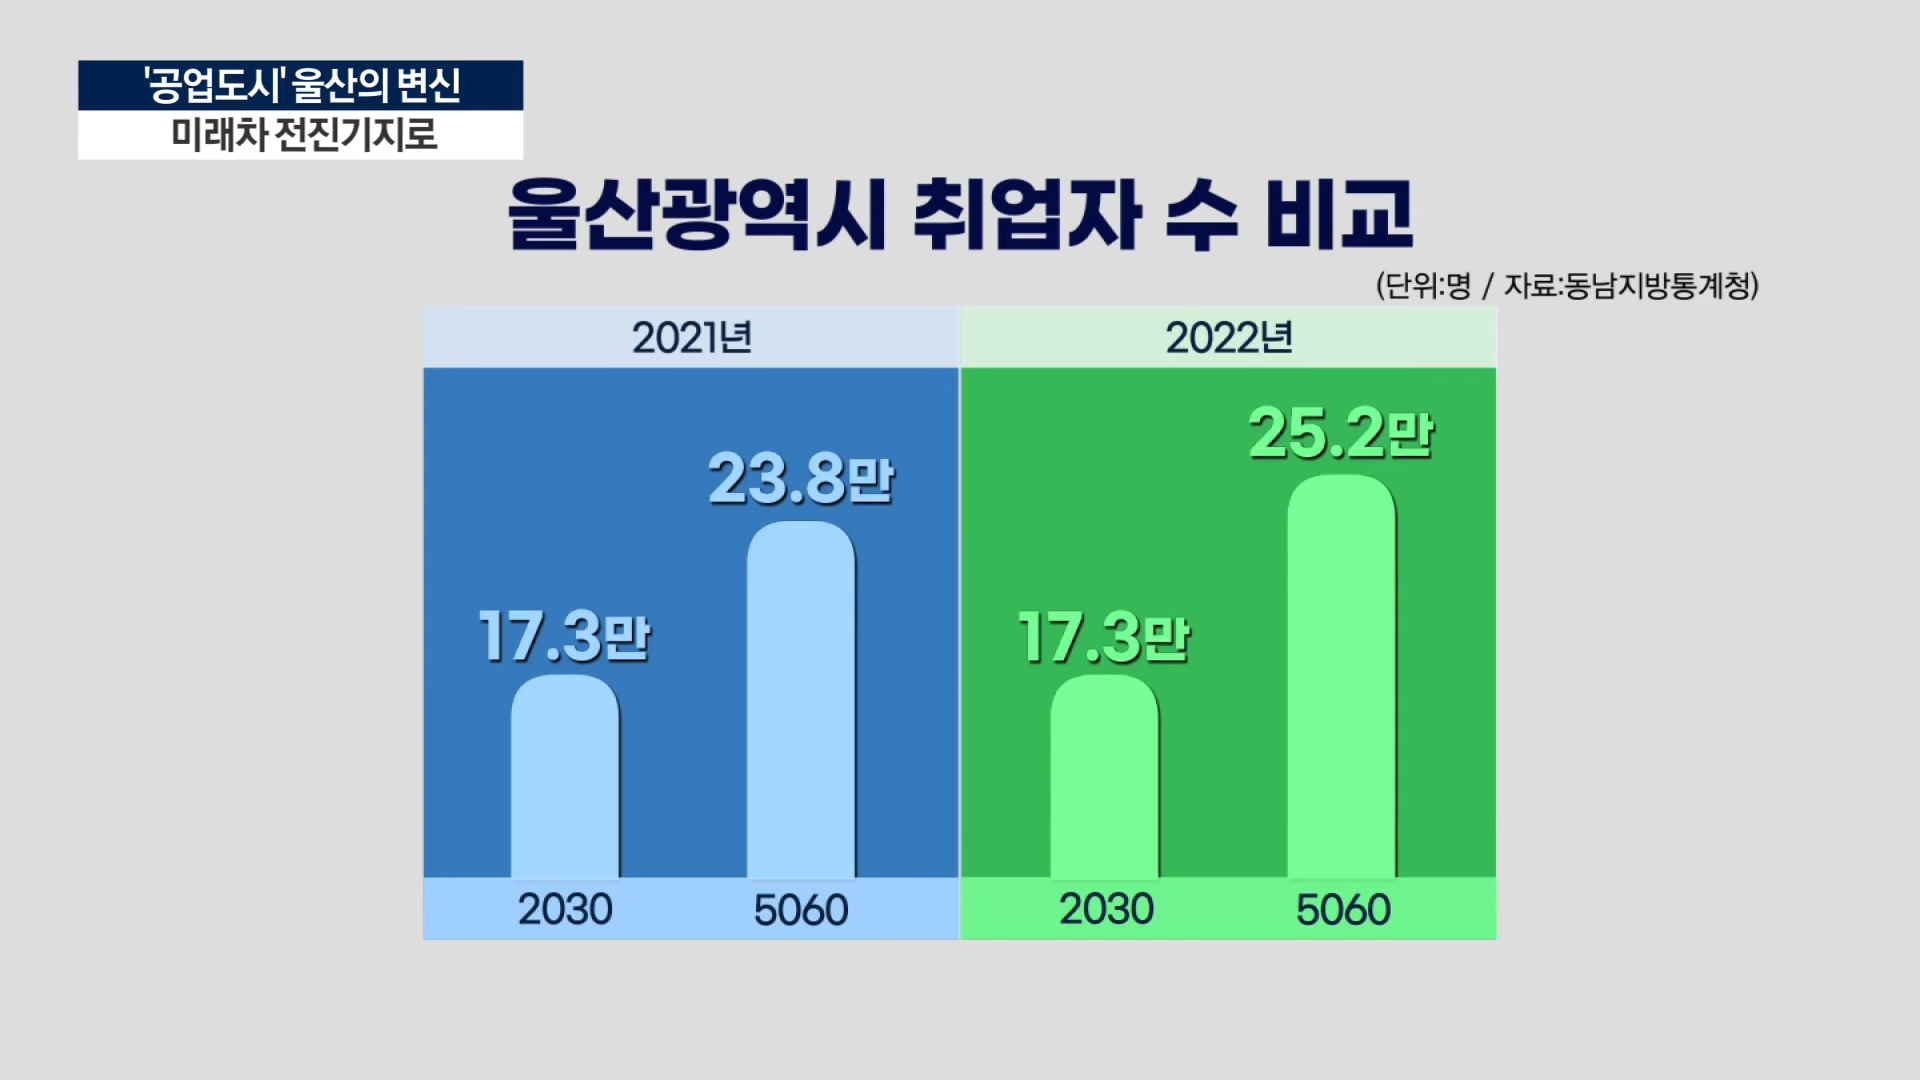 '공업도시' 울산의 변신
미래차 전진기지로
울산광역시 취업자 수 비교
(단위:명 / 자료:동남지방통계청)
2021년
23.8만
17.3만
2030
5060
2022년
25.2만
17.3만
2030
5060